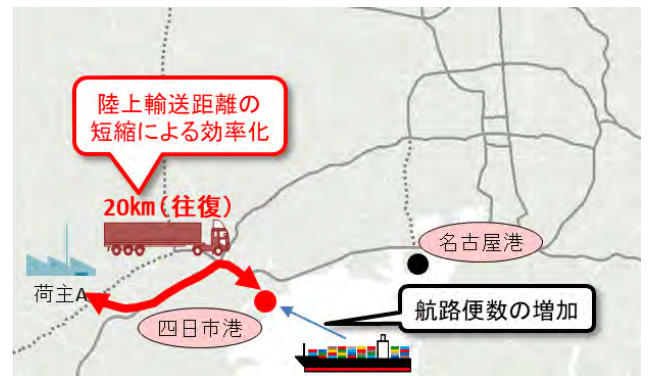 陸上輸送距離の
短縮による効率化
20km(往復)
荷主A
四日市港
名古屋港
航路便数の増加